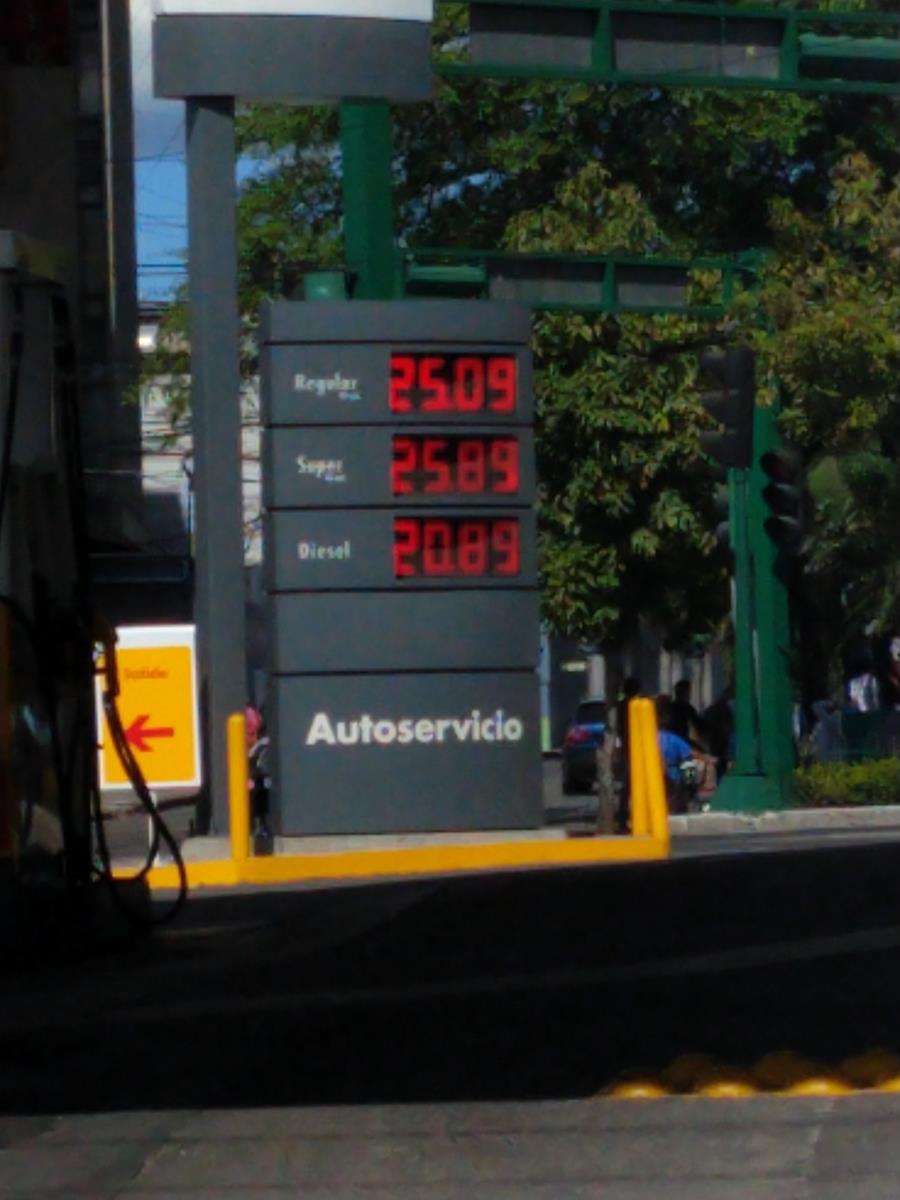 Regular 25.09
Super 25.89
Diesel 20.89
Autoservicio
Salida